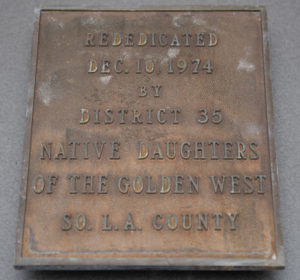 REDEDICATED
DEC. 10, 1974
BY
DISTRICT 35
NATIVE DAUGHTERS
OF THE GOLDEN WEST
SO. L.A. COUNTY